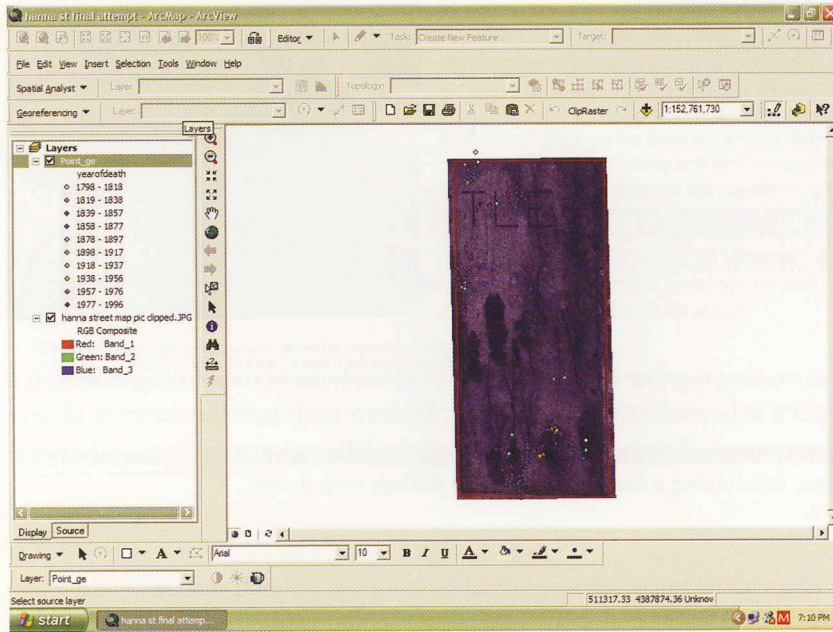 hanna st final attempt - ArcMap - ArcView
100%
Editor
Task:
Create New Feature
Target:
File Edit View Insert Selection Tools Window Help
Spatial Analyst
Layer:
Topology:
Georeferencing
Layer:
ClipRaster
1:152,761,730
Layers
Layers
Point_ge
yearofdeath
1798 - 1818
1819 - 1838
1839 - 1857
1858 - 1877
1878 - 1897
1898 - 1917
1918 - 1937
1938 - 1956
1957 - 1976
1977 - 1996
hanna street map pic clipped.JPG
RGB Composite
Red: Band_1
Green: Band_2
Blue: Band_3
TLE
Display Source
Drawing
A
Arial
10
B I U
A
Layer: Point_ge
Select source layer
511317.33 4387874.36 Unknow
start
hanna st final attemp...
7:10 PM